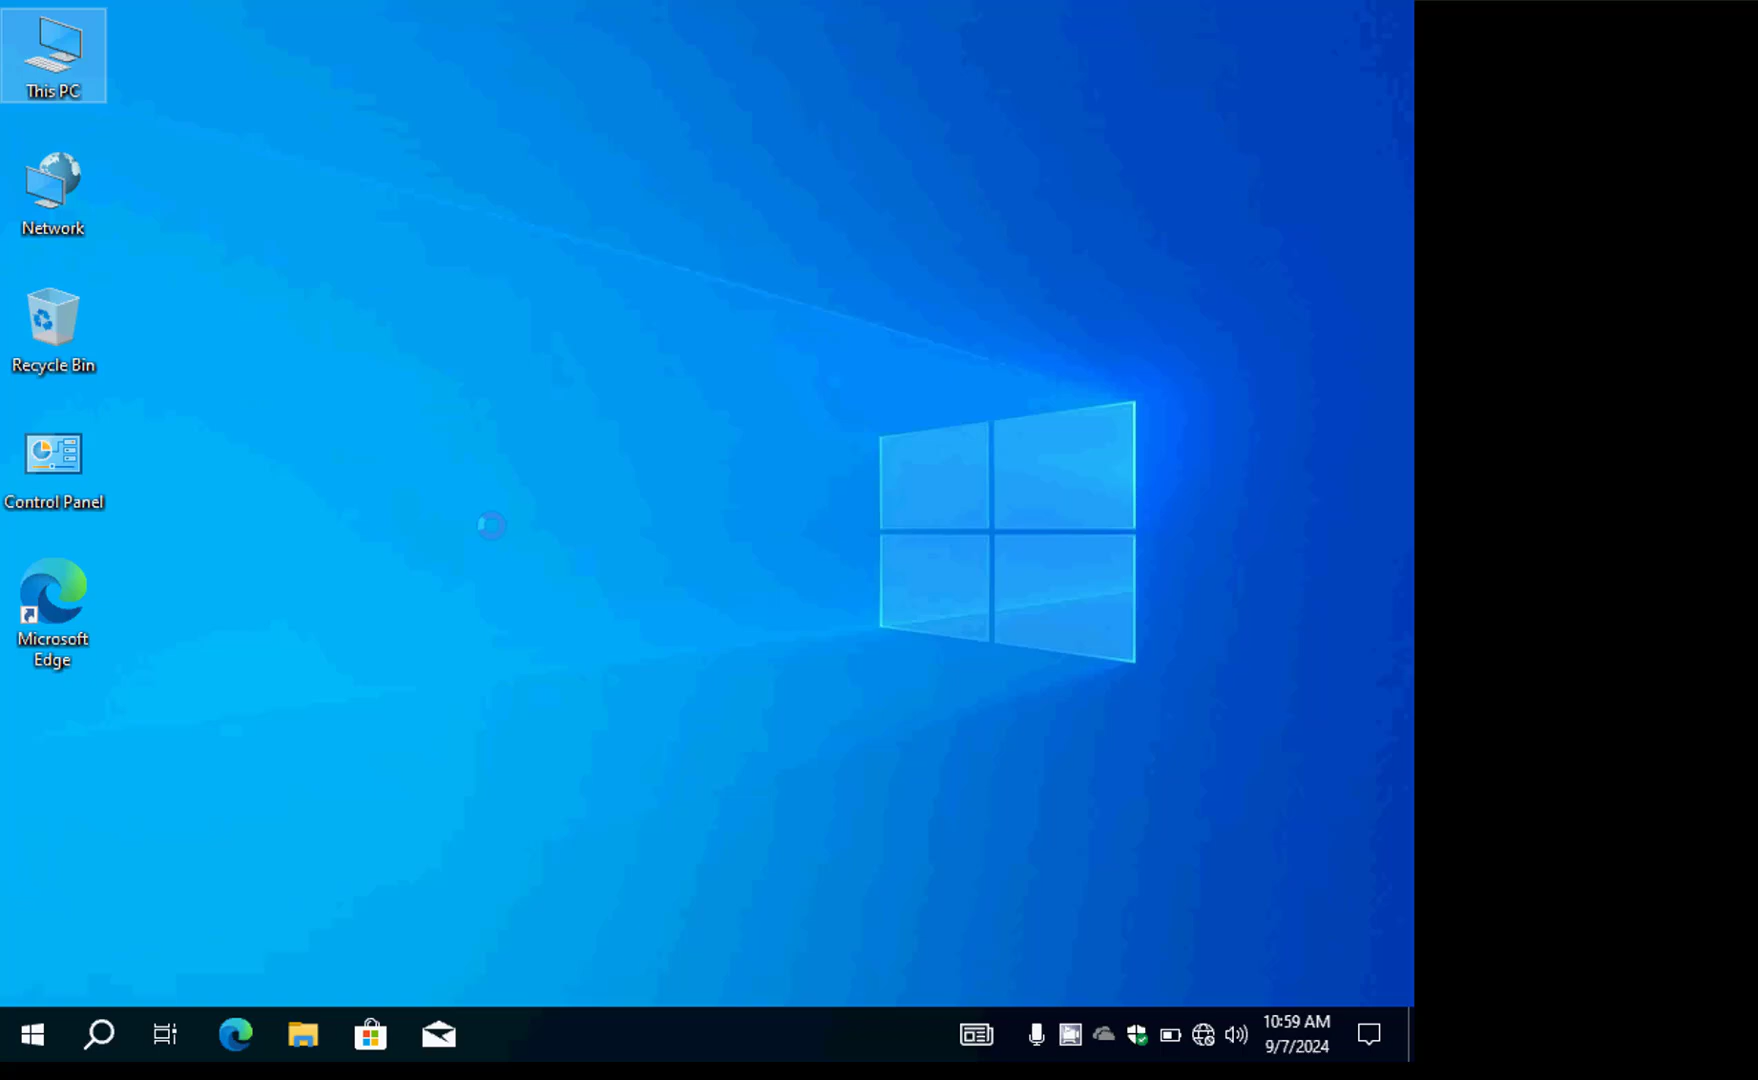 This PC
Network
Recycle Bin
Control Panel
Microsoft
Edge
10:59 AM
9/7/2024